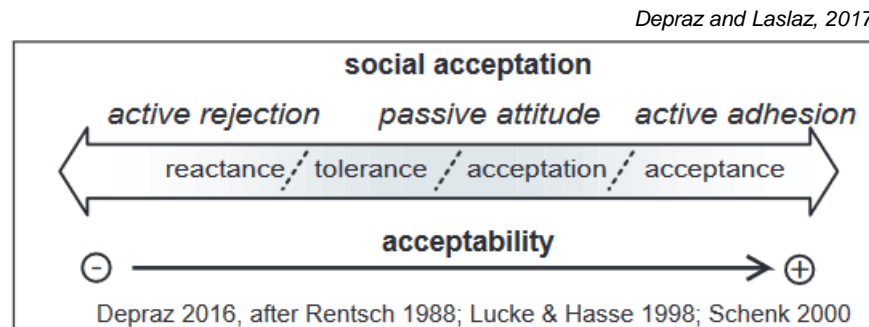 Depraz and Laslaz, 2017
social acceptation
active rejection passive attitude active adhesion
reactance tolerance acceptation acceptance
acceptability
- +
Depraz 2016, after Rentsch 1988; Lucke & Hasse 1998; Schenk 2000